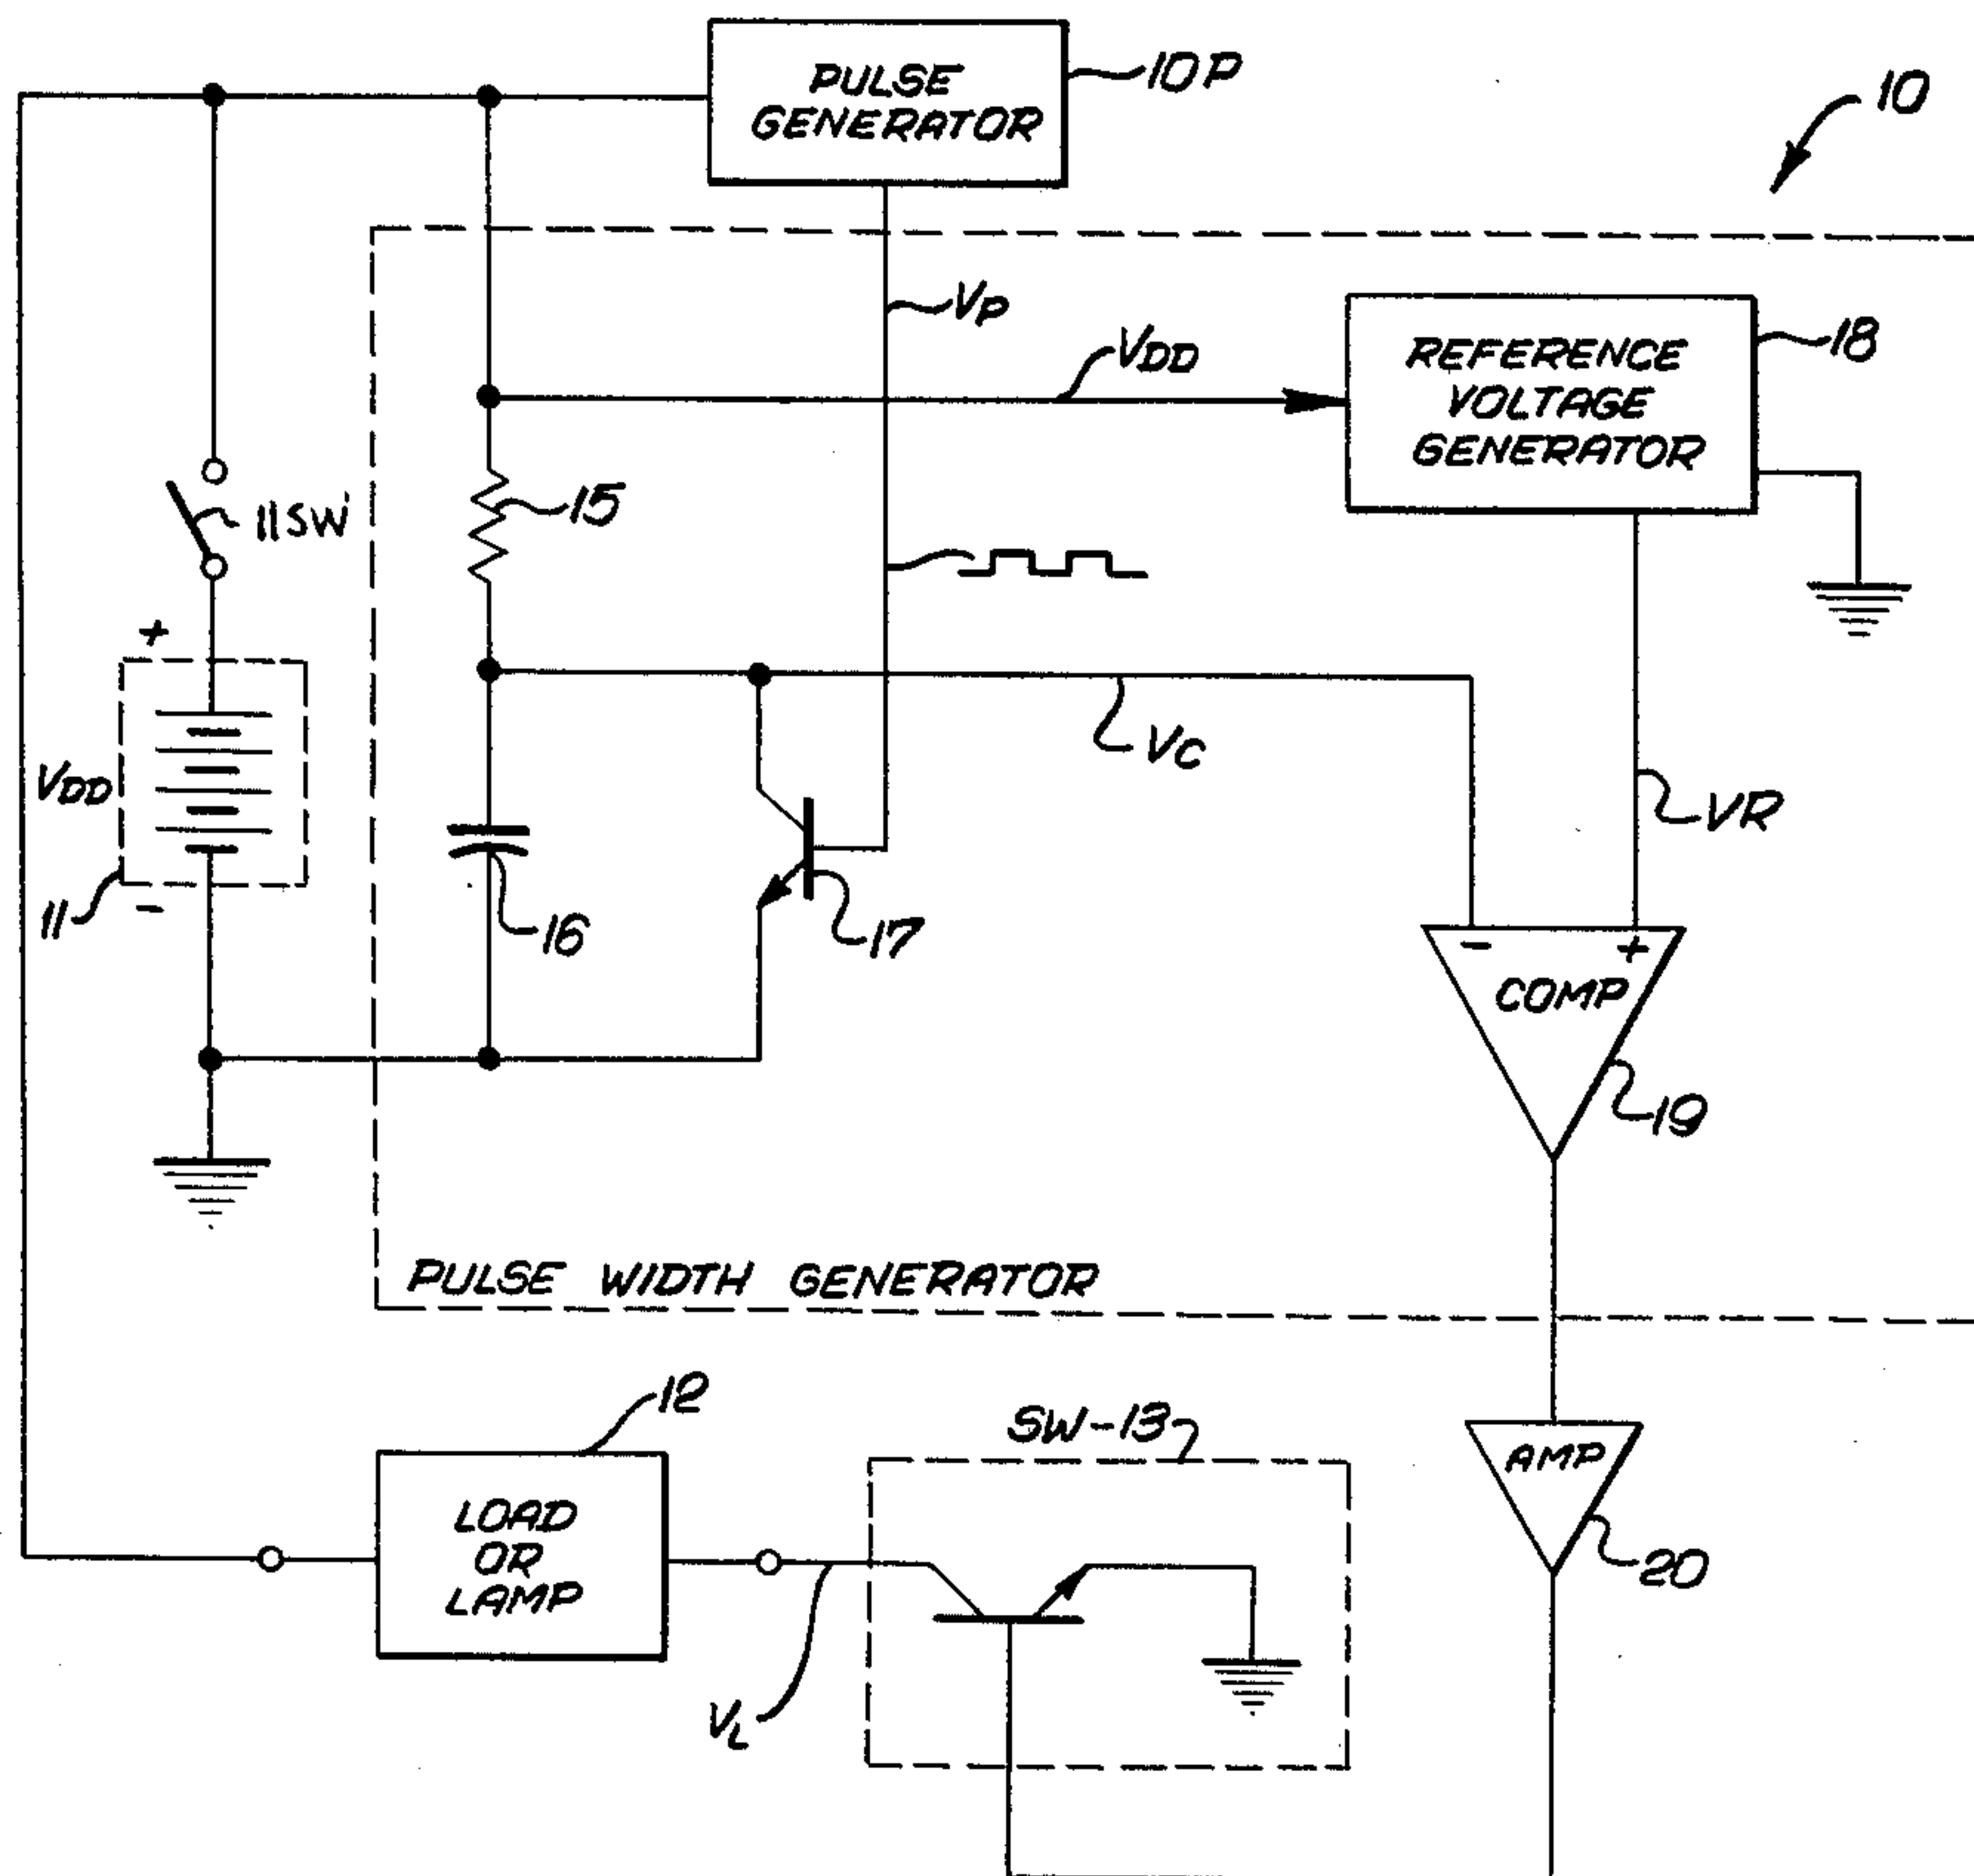 PULSE
GENERATOR
10P
10
VP
VDD
REFERENCE
VOLTAGE
GENERATOR
18
15
11SW
+
VDD
VC
VR
11
-
16
17
- +
COMP
19
PULSE WIDTH GENERATOR
12
SW-13
AMP
LOAD
OR
LAMP
20
VL